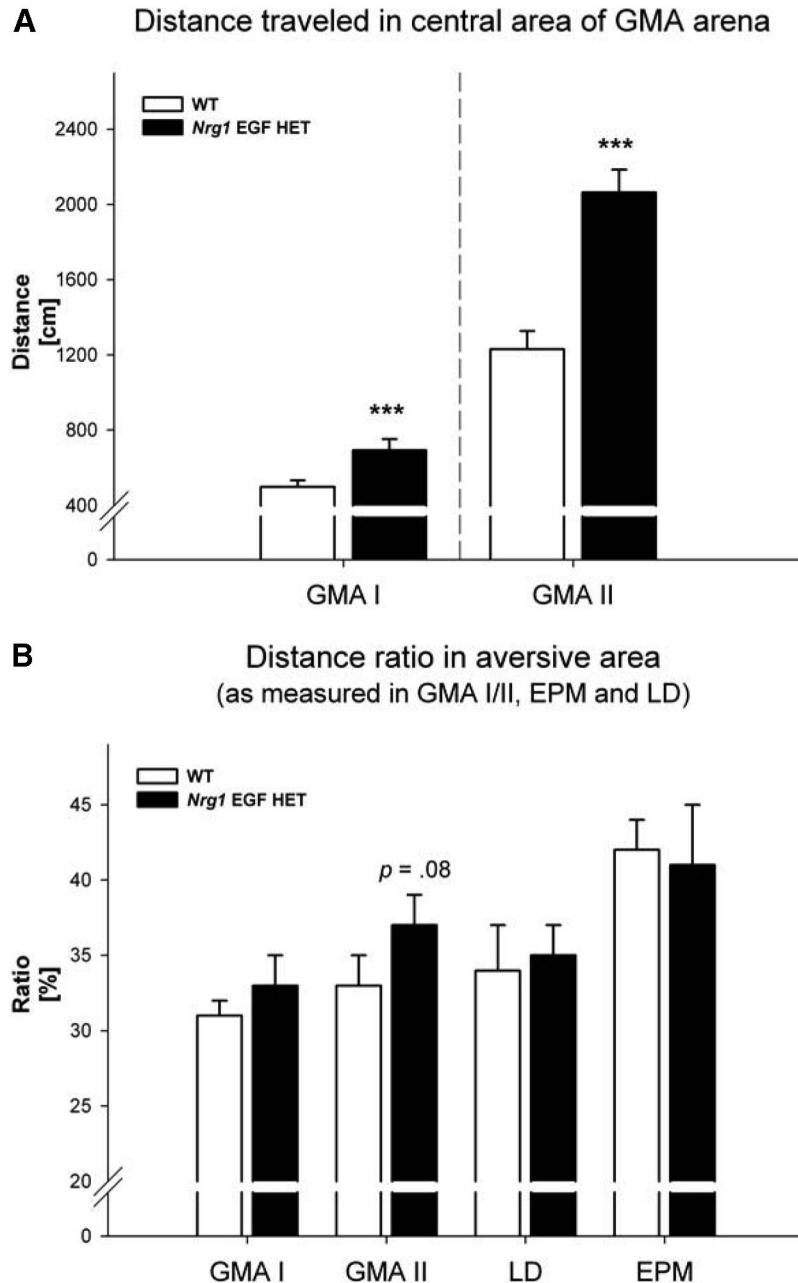 A
Distance traveled in central area of GMA arena
WT
Nrg1 EGF HET
2400
2000
1600
1200
800
400
0
Distance
[cm]
***
***
GMA I
GMA II
B
Distance ratio in aversive area
(as measured in GMA I/II, EPM and LD)
WT
Nrg1 EGF HET
45
40
35
30
25
20
0
Ratio
[%]
p = .08
GMA I
GMA II
LD
EPM